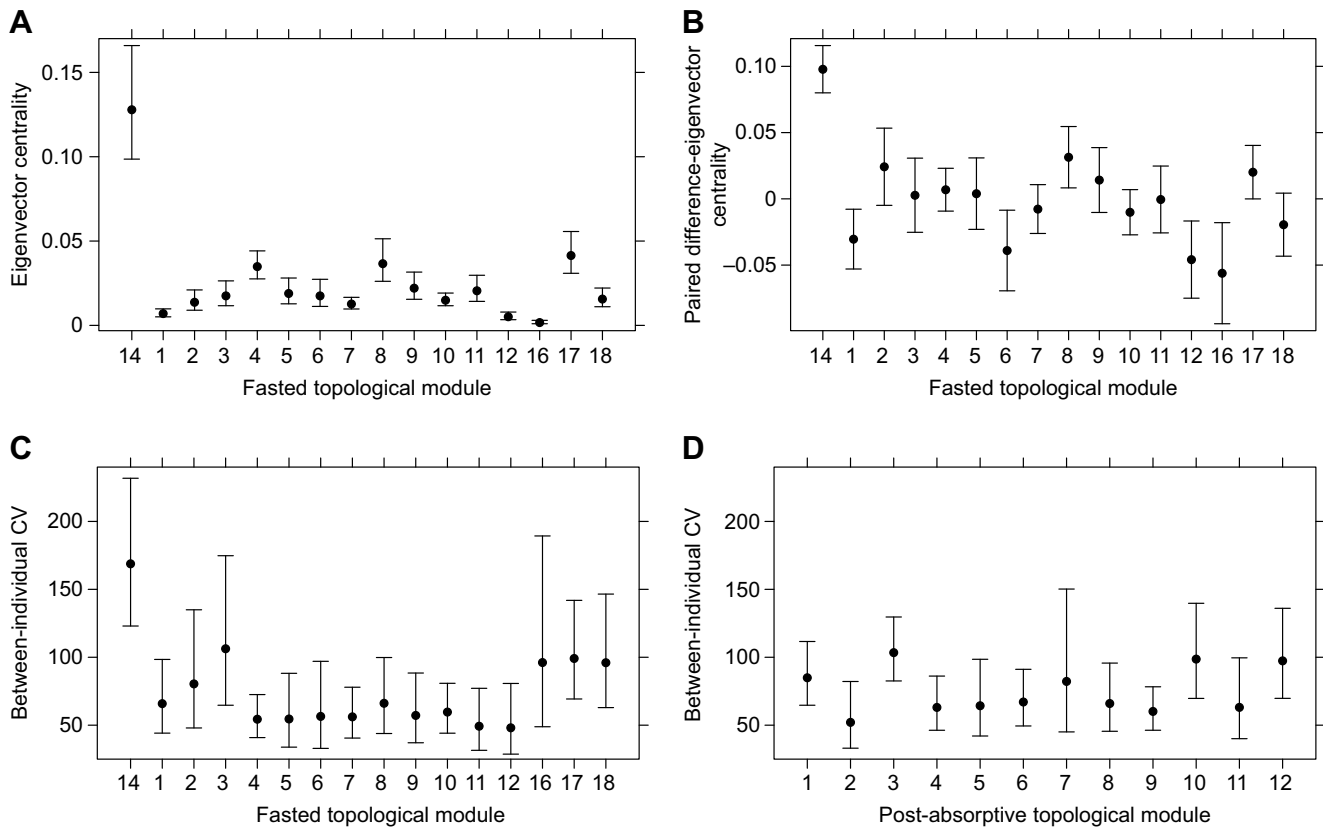 A
Eigenvector centrality
0.15
0.10
0.05
0
14 1 2 3 4 5 6 7 8 9 10 11 12 16 17 18
Fasted topological module
B
Paired difference-eigenvector
centrality
0.10
0.05
0
–0.05
14 1 2 3 4 5 6 7 8 9 10 11 12 16 17 18
Fasted topological module
C
Between-individual CV
200
150
100
50
14 1 2 3 4 5 6 7 8 9 10 11 12 16 17 18
Fasted topological module
D
Between-individual CV
200
150
100
50
1 2 3 4 5 6 7 8 9 10 11 12
Post-absorptive topological module